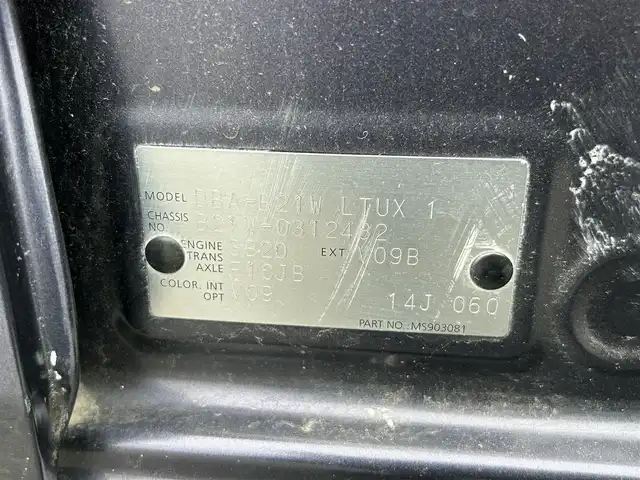 MODEL DBA-B21W LTUX 1
CHASSIS NO. B21W-0312482
ENGINE 3B20 EXT V09B
TRANS AXLE F1CJB
COLOR. INT OPT V09 14J 060
PART NO.: MS903081